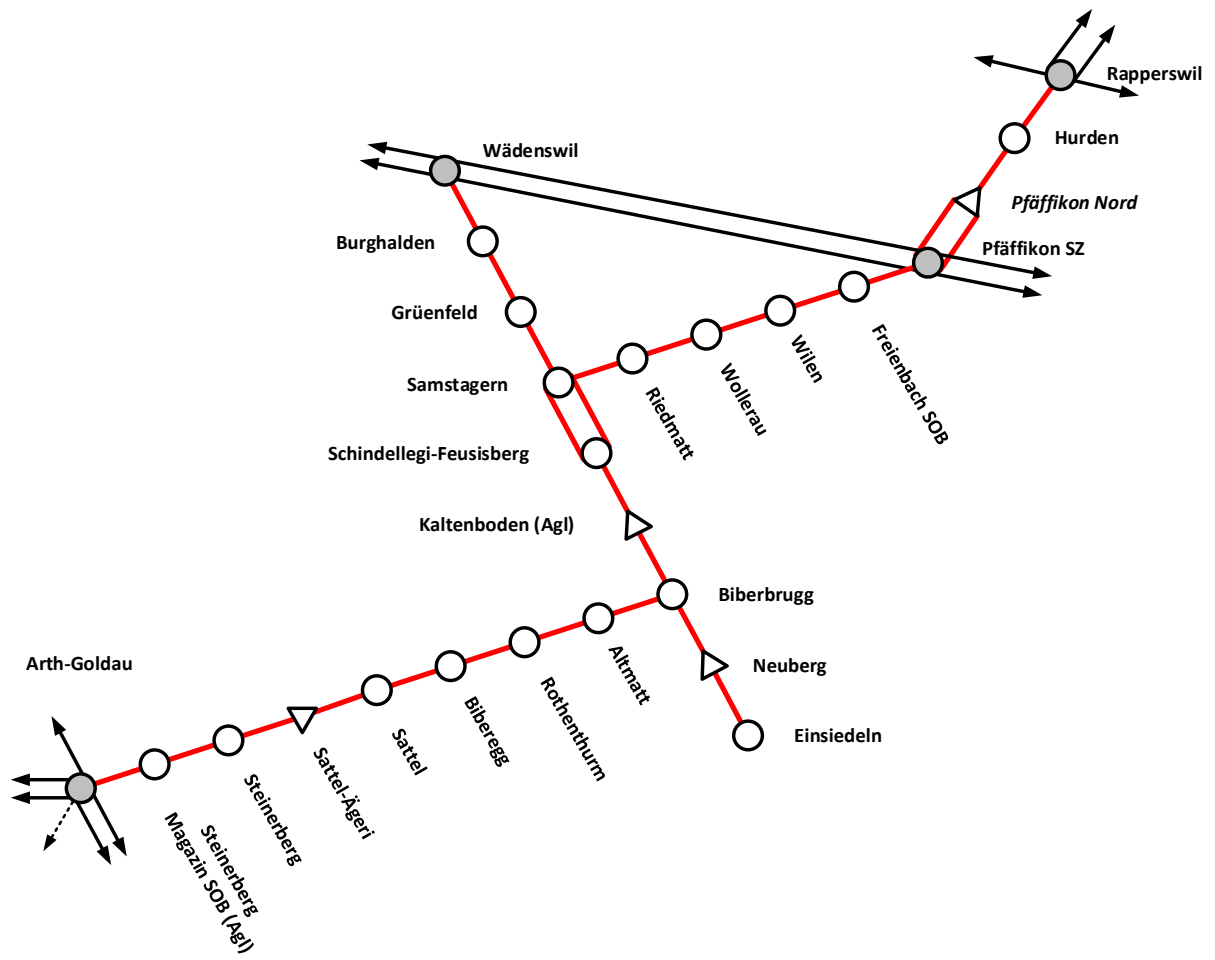 Rapperswil
Hurden
Wädenswil
Pfäffikon Nord
Burghalden
Pfäffikon SZ
Grüenfeld
Samstagern
Riedmatt
Wollerau
Wilen
Freienbach SOB
Schindellegi-Feusisberg
Kaltenboden (Agl)
Biberbrugg
Arth-Goldau
Neuberg
Einsiedeln
Steinerberg
Magazin SOB (Agl)
Steinerberg
Sattel-Ägeri
Sattel
Biberegg
Rothenthurm
Altmatt